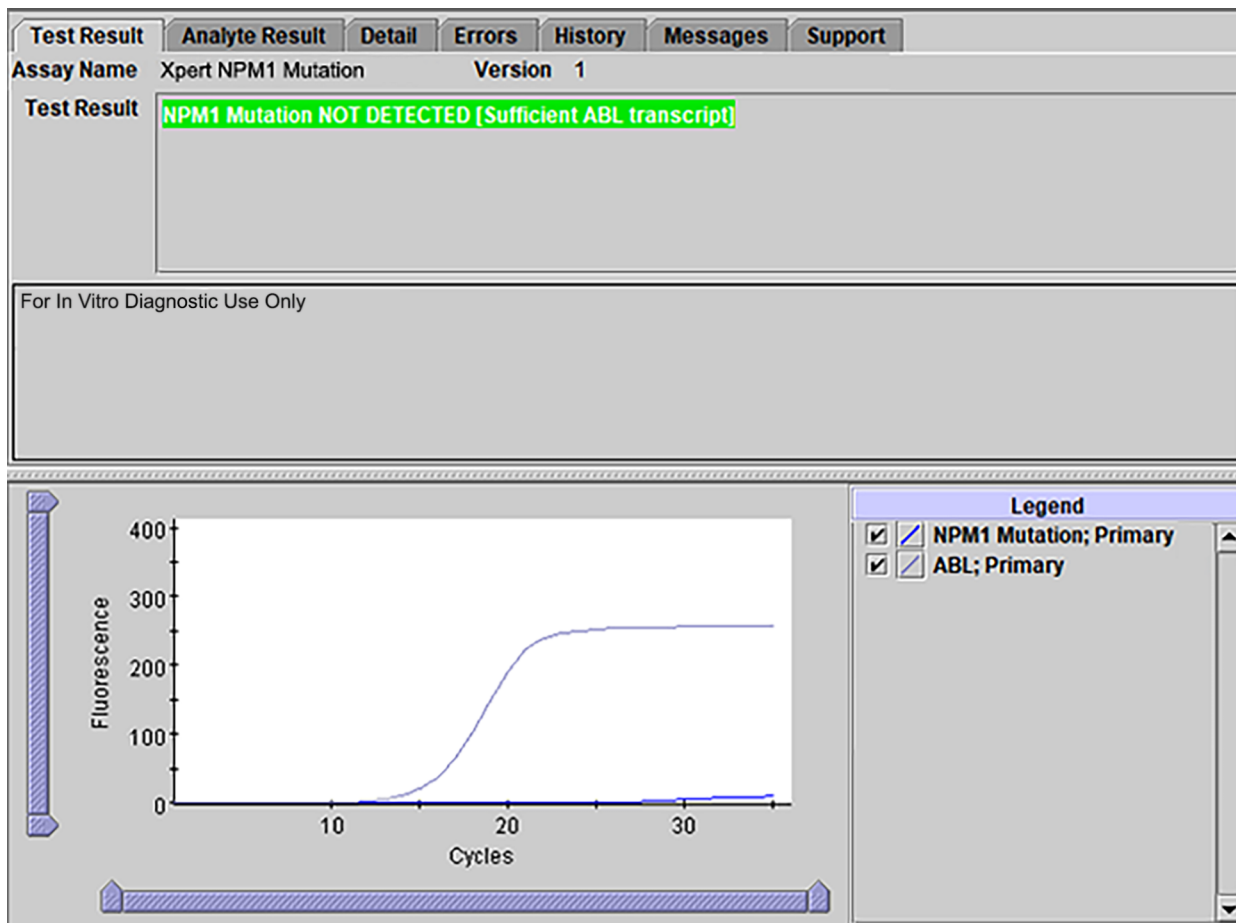 Test Result Analyte Result Detail Errors History Messages Support
Assay Name Xpert NPM1 Mutation Version 1
Test Result NPM1 Mutation NOT DETECTED [Sufficient ABL transcript]
For In Vitro Diagnostic Use Only
Legend
NPM1 Mutation; Primary
ABL; Primary
400
300
200
100
0
Fluorescence
10 20 30
Cycles